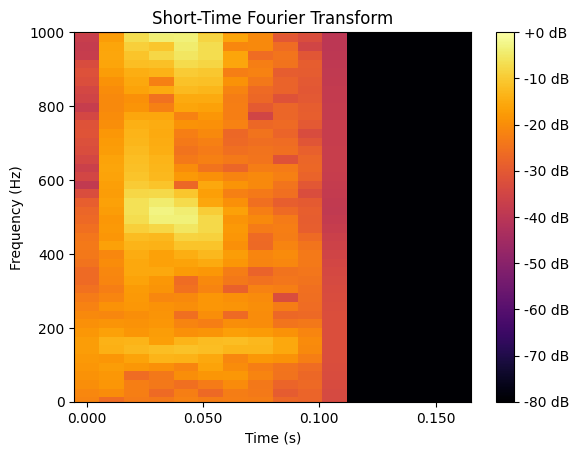 Short-Time Fourier Transform
1000
800
600
400
200
0
Frequency (Hz)
0.000
0.050
0.100
0.150
Time (s)
+0 dB
-10 dB
-20 dB
-30 dB
-40 dB
-50 dB
-60 dB
-70 dB
-80 dB